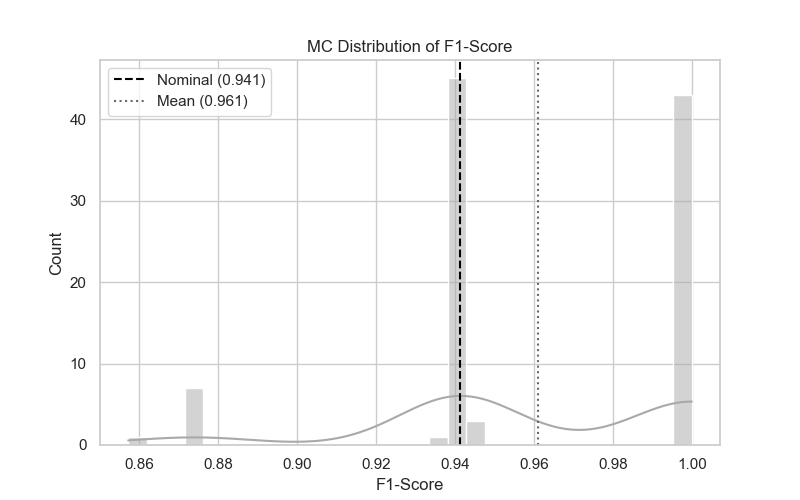 MC Distribution of F1-Score
Nominal (0.941)
Mean (0.961)
Count
40
30
20
10
0
0.86 0.88 0.90 0.92 0.94 0.96 0.98 1.00
F1-Score